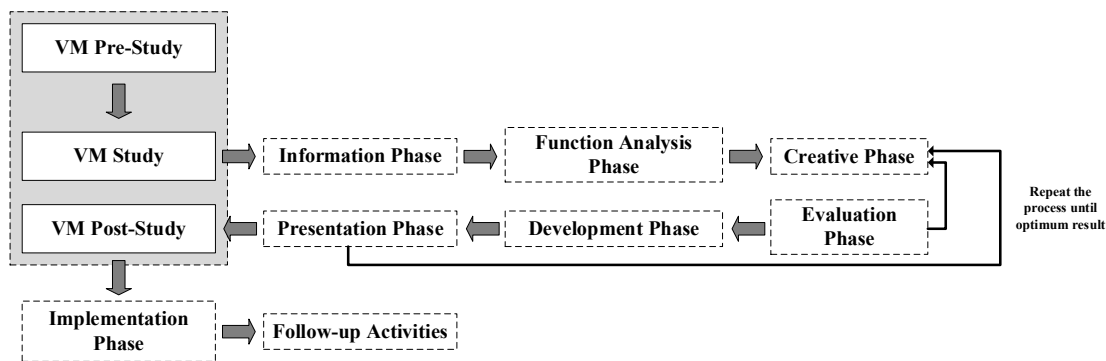 VM Pre-Study
VM Study
Information Phase
Function Analysis
Phase
Creative Phase
Repeat the
process until
optimum result
VM Post-Study
Presentation Phase
Development Phase
Evaluation
Phase
Implementation
Phase
Follow-up Activities